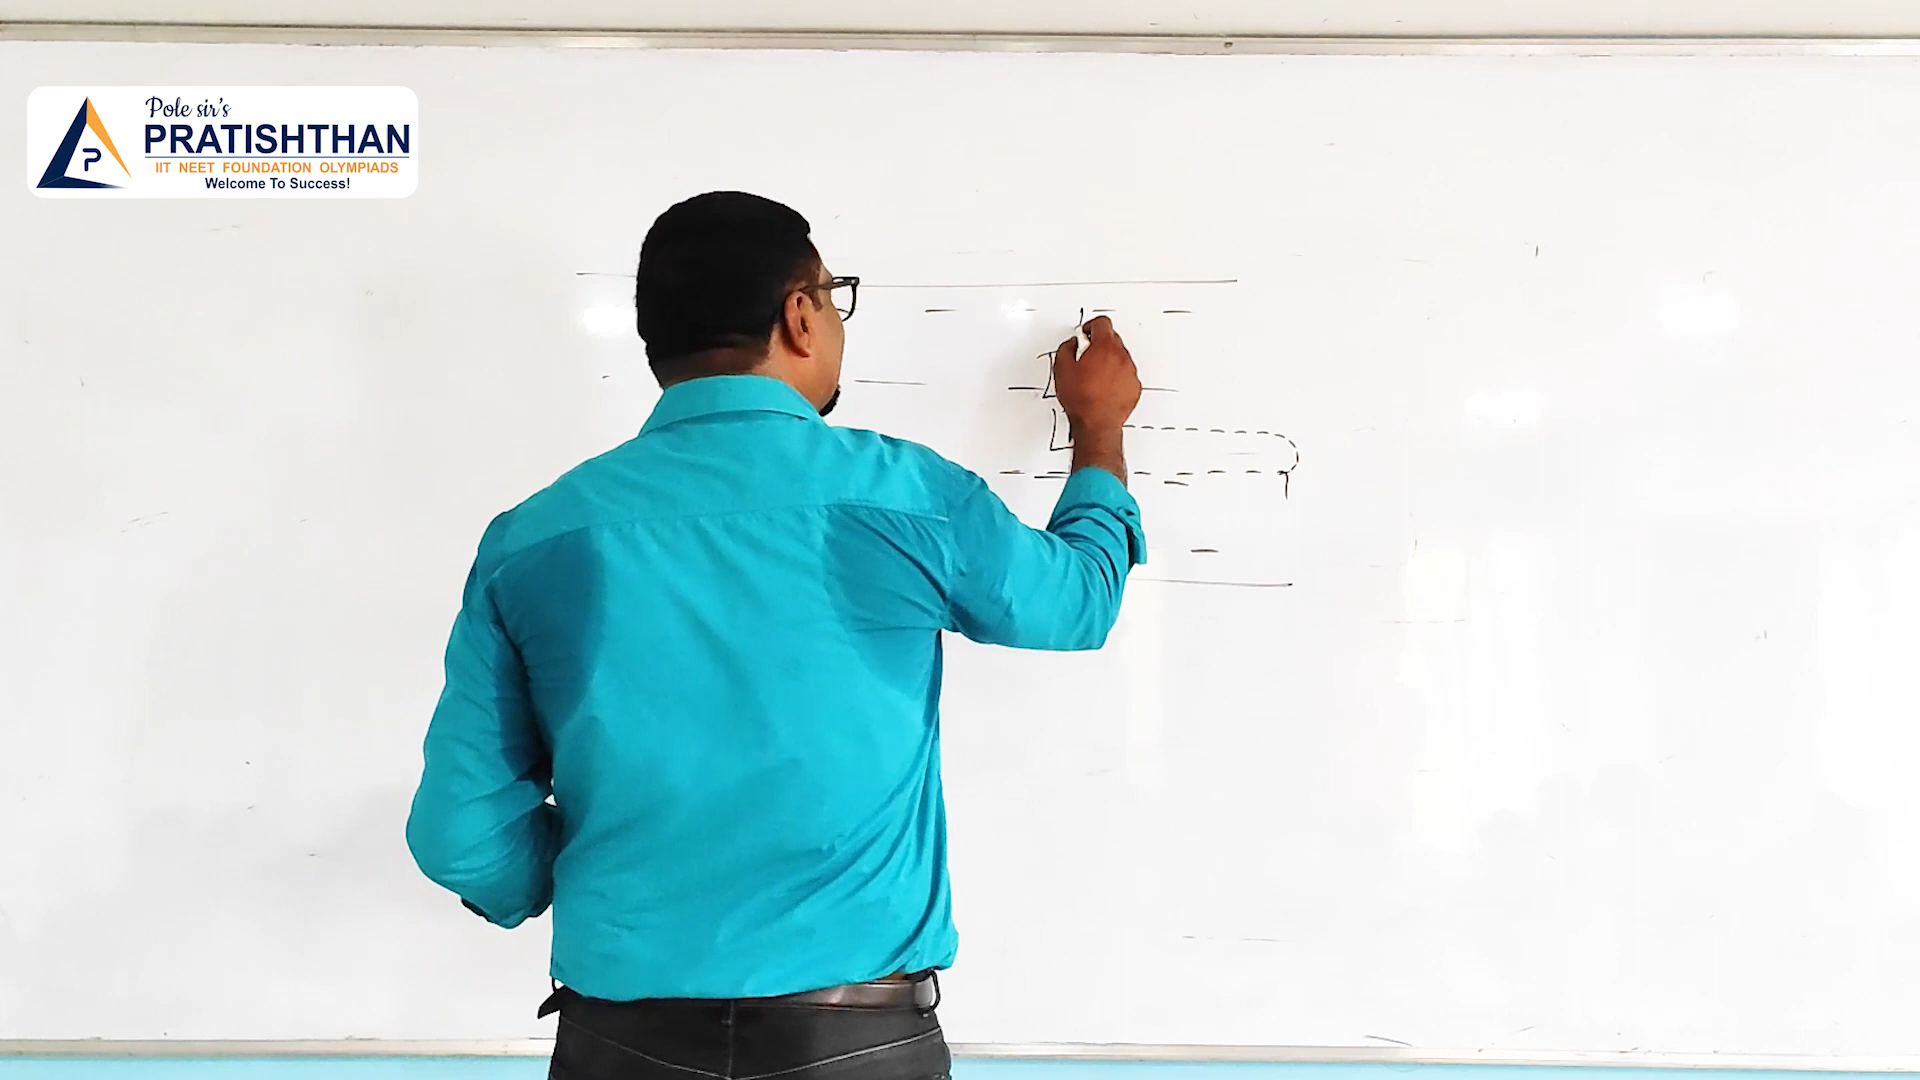 Pole sir's
PRATISHTHAN
IIT NEET FOUNDATION OLYMPIADS
Welcome To Success!
P